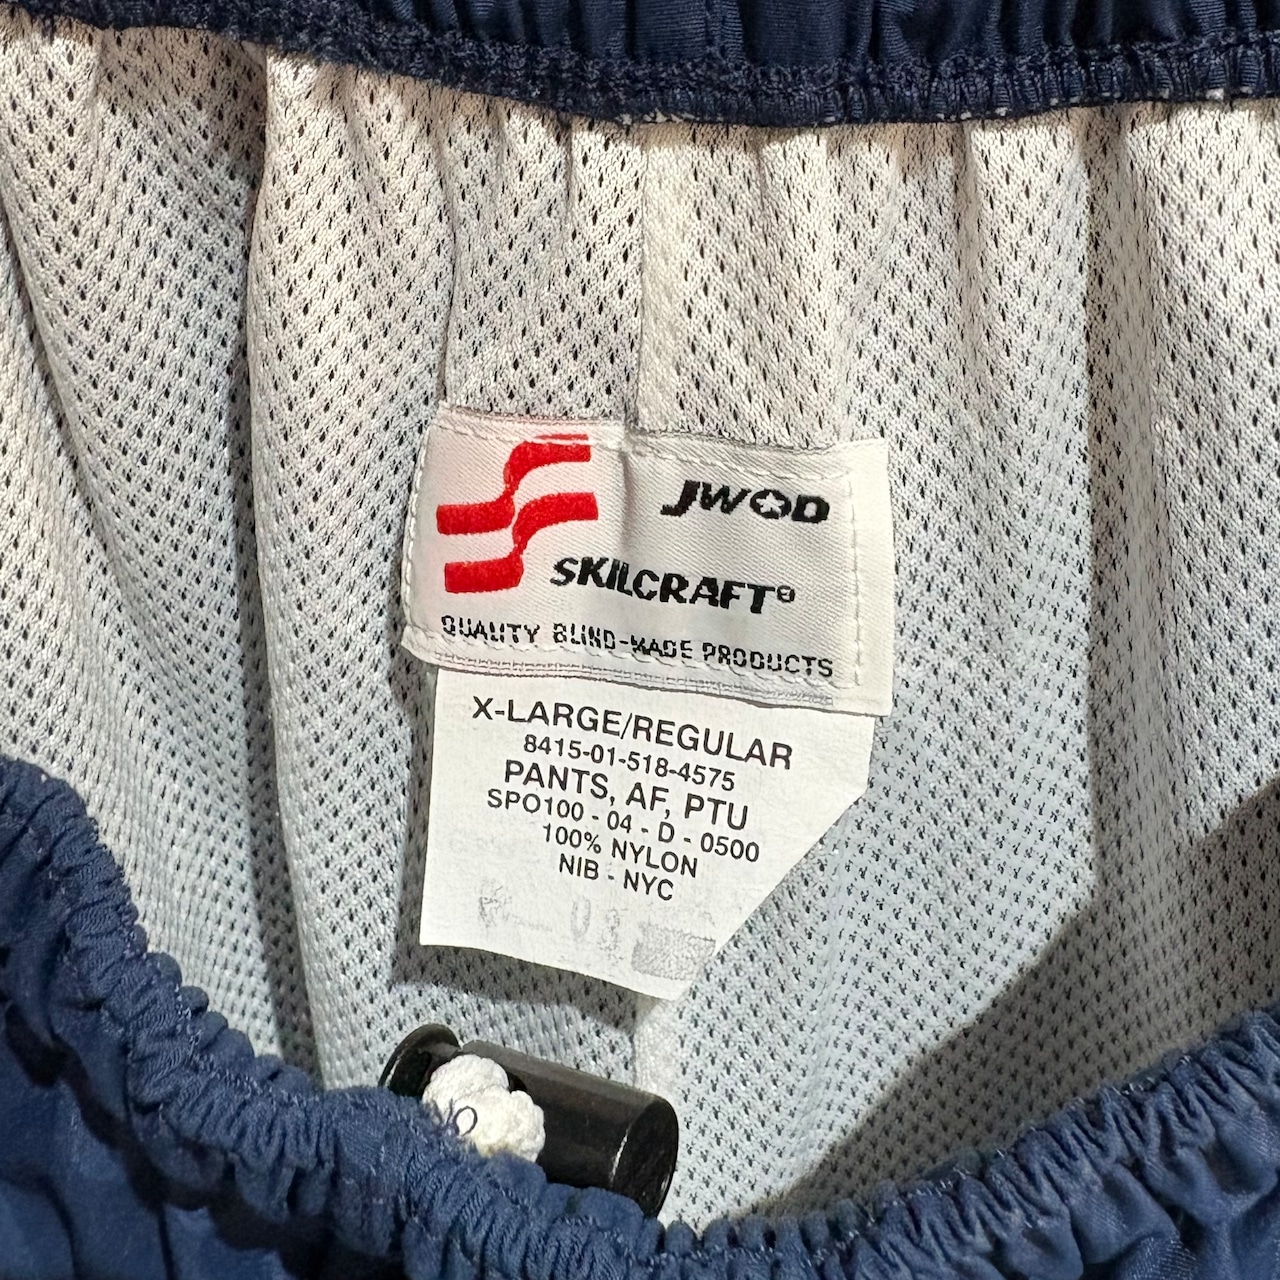 JWOD
SKILCRAFT®
QUALITY BLIND-MADE PRODUCTS
X-LARGE/REGULAR
8415-01-518-4575
PANTS, AF, PTU
SPO100 - 04 - D - 0500
100% NYLON
NIB - NYC